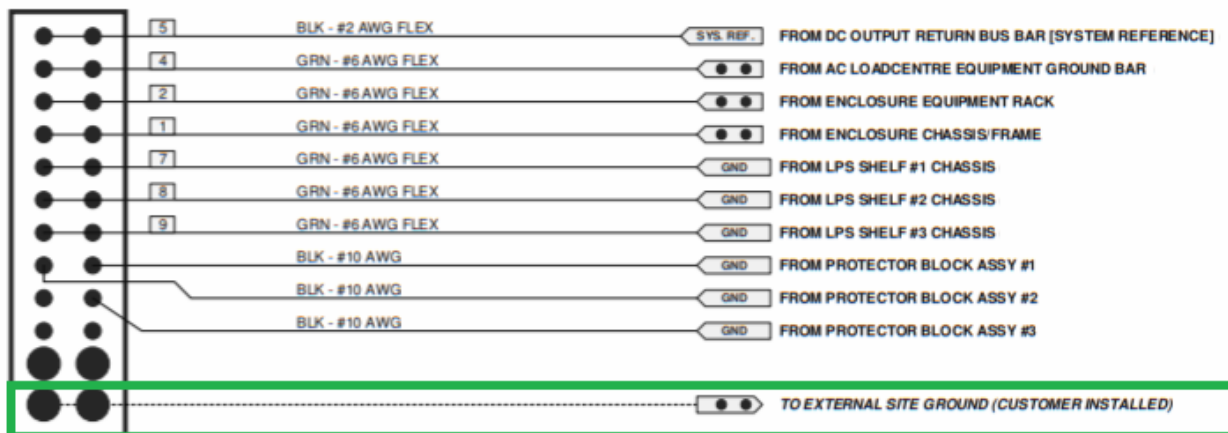 5 BLK - #2 AWG FLEX SYS. REF. FROM DC OUTPUT RETURN BUS BAR [SYSTEM REFERENCE]
4 GRN - #6 AWG FLEX FROM AC LOADCENTRE EQUIPMENT GROUND BAR
2 GRN - #6 AWG FLEX FROM ENCLOSURE EQUIPMENT RACK
1 GRN - #6 AWG FLEX FROM ENCLOSURE CHASSIS/FRAME
7 GRN - #6 AWG FLEX GND FROM LPS SHELF #1 CHASSIS
8 GRN - #6 AWG FLEX GND FROM LPS SHELF #2 CHASSIS
9 GRN - #6 AWG FLEX GND FROM LPS SHELF #3 CHASSIS
BLK - #10 AWG GND FROM PROTECTOR BLOCK ASSY #1
BLK - #10 AWG GND FROM PROTECTOR BLOCK ASSY #2
BLK - #10 AWG GND FROM PROTECTOR BLOCK ASSY #3
TO EXTERNAL SITE GROUND (CUSTOMER INSTALLED)